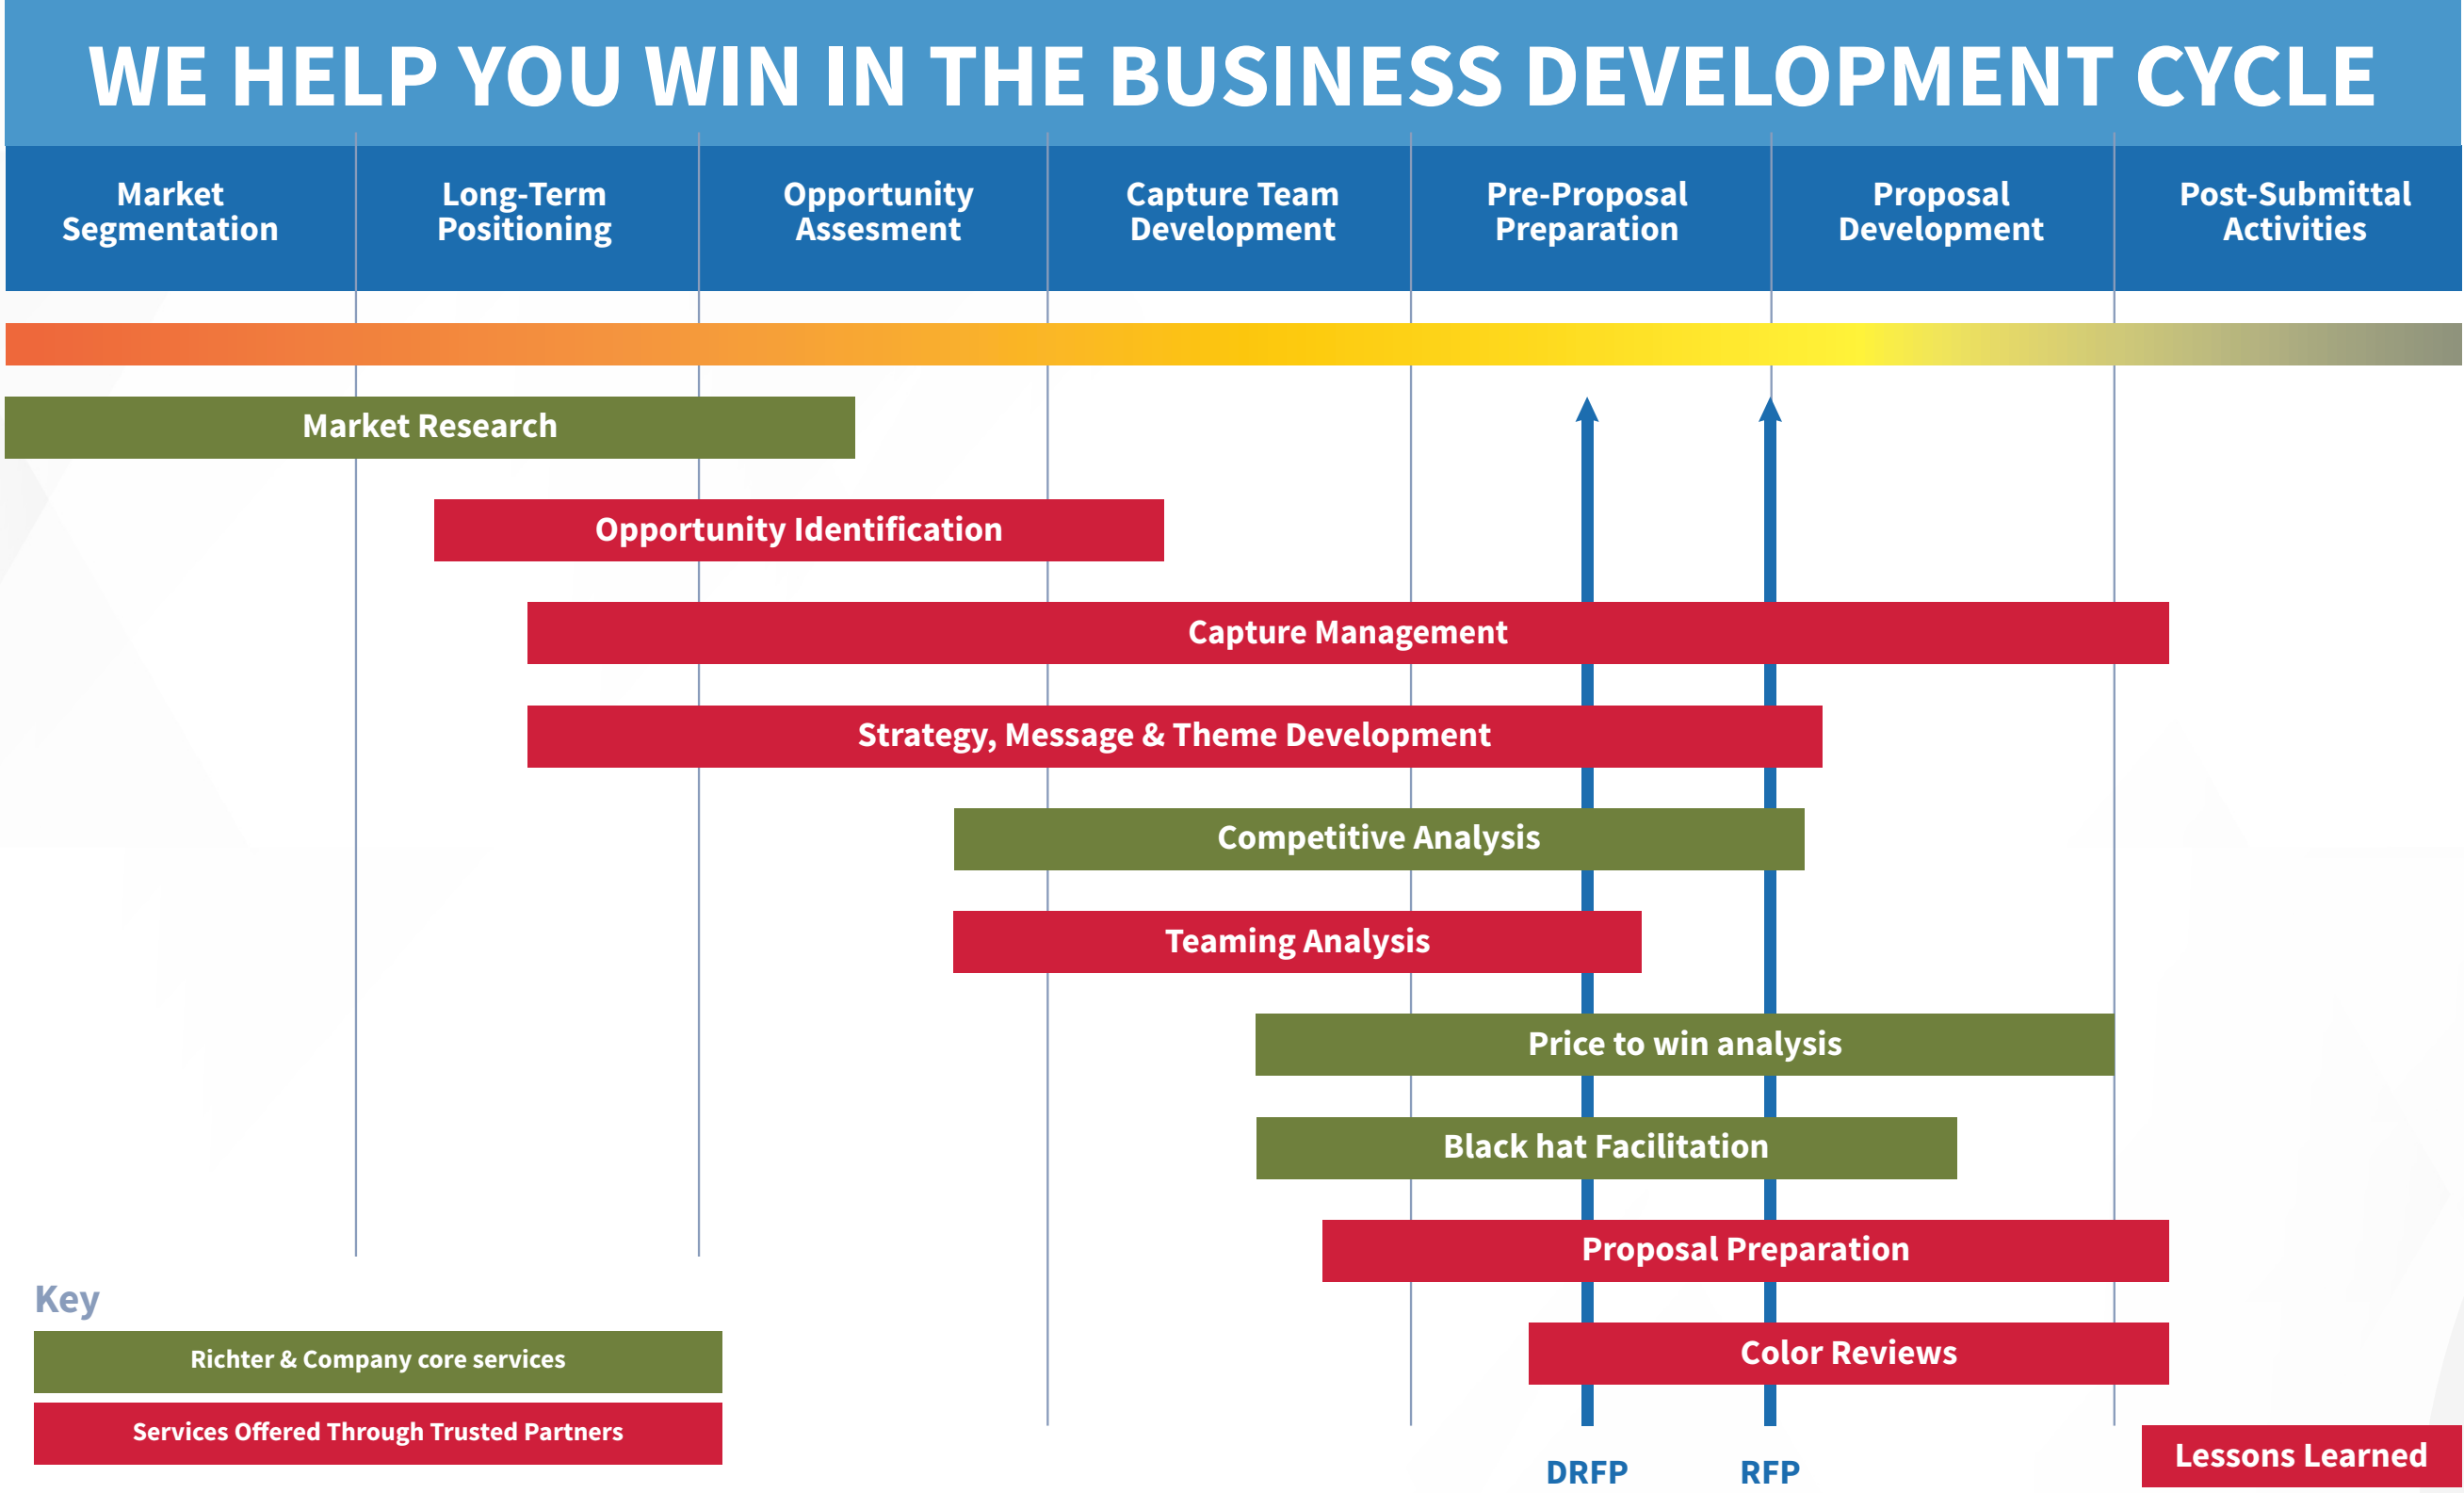 WE HELP YOU WIN IN THE BUSINESS DEVELOPMENT CYCLE
Market
Segmentation
Long-Term
Positioning
Opportunity
Assesment
Capture Team
Development
Pre-Proposal
Preparation
Proposal
Development
Post-Submittal
Activities
Market Research
Opportunity Identification
Capture Management
Strategy, Message & Theme Development
Competitive Analysis
Teaming Analysis
Price to win analysis
Black hat Facilitation
Proposal Preparation
Color Reviews
Lessons Learned
DRFP
RFP
Key
Richter & Company core services
Services Offered Through Trusted Partners